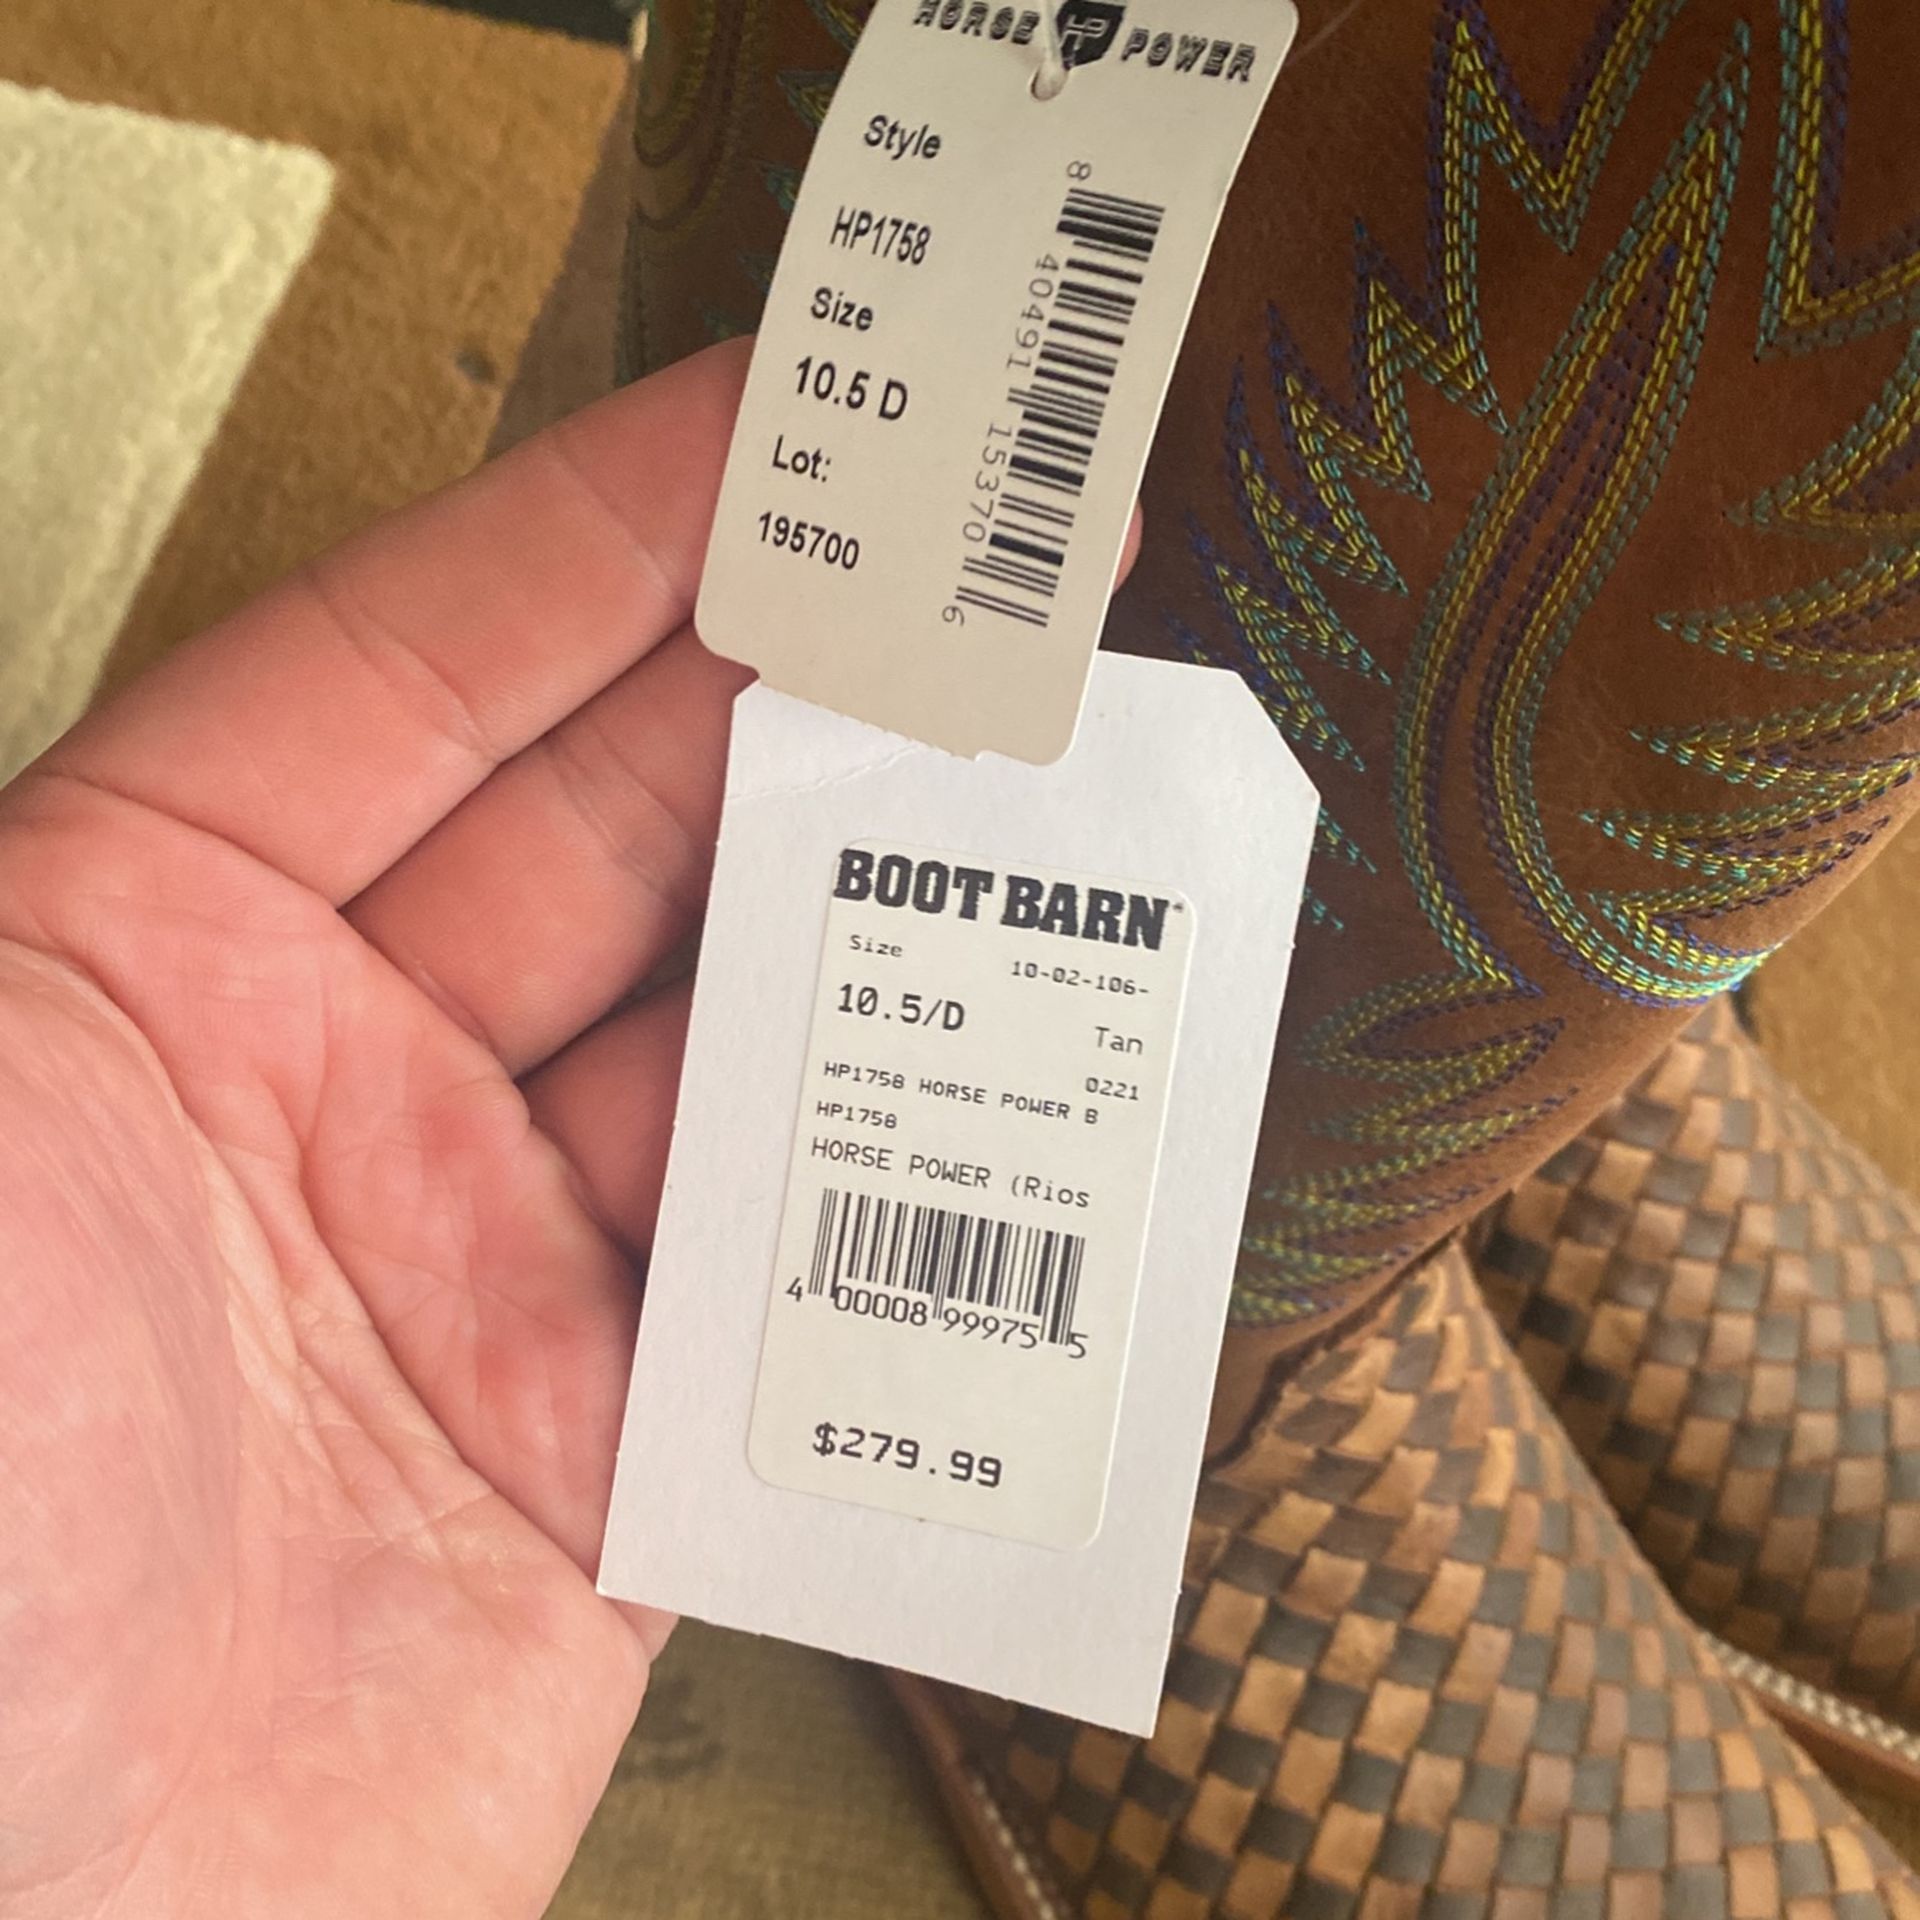 HORSE HP POWER
Style
HP1758
Size
10.5 D
Lot:
195700
8 40491 15370 6
BOOT BARN
Size 10-02-106-
10.5/D Tan
0221
HP1758 HORSE POWER B
HP1758
HORSE POWER (Rios
4 00008 99975 5
$279.99